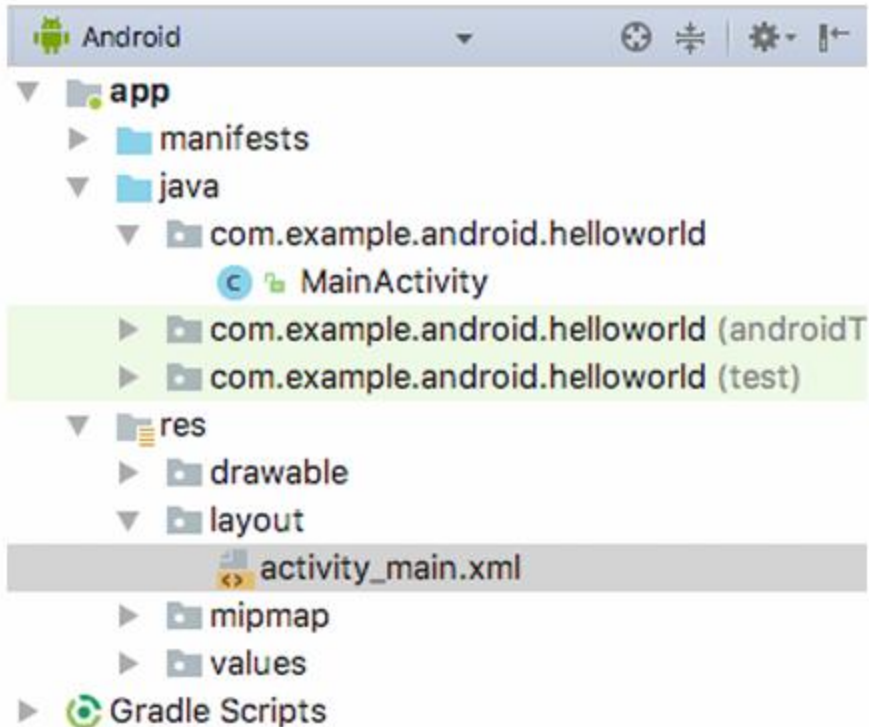 Android
app
manifests
java
com.example.android.helloworld
C MainActivity
com.example.android.helloworld (androidT
com.example.android.helloworld (test)
res
drawable
layout
<> activity_main.xml
mipmap
values
Gradle Scripts